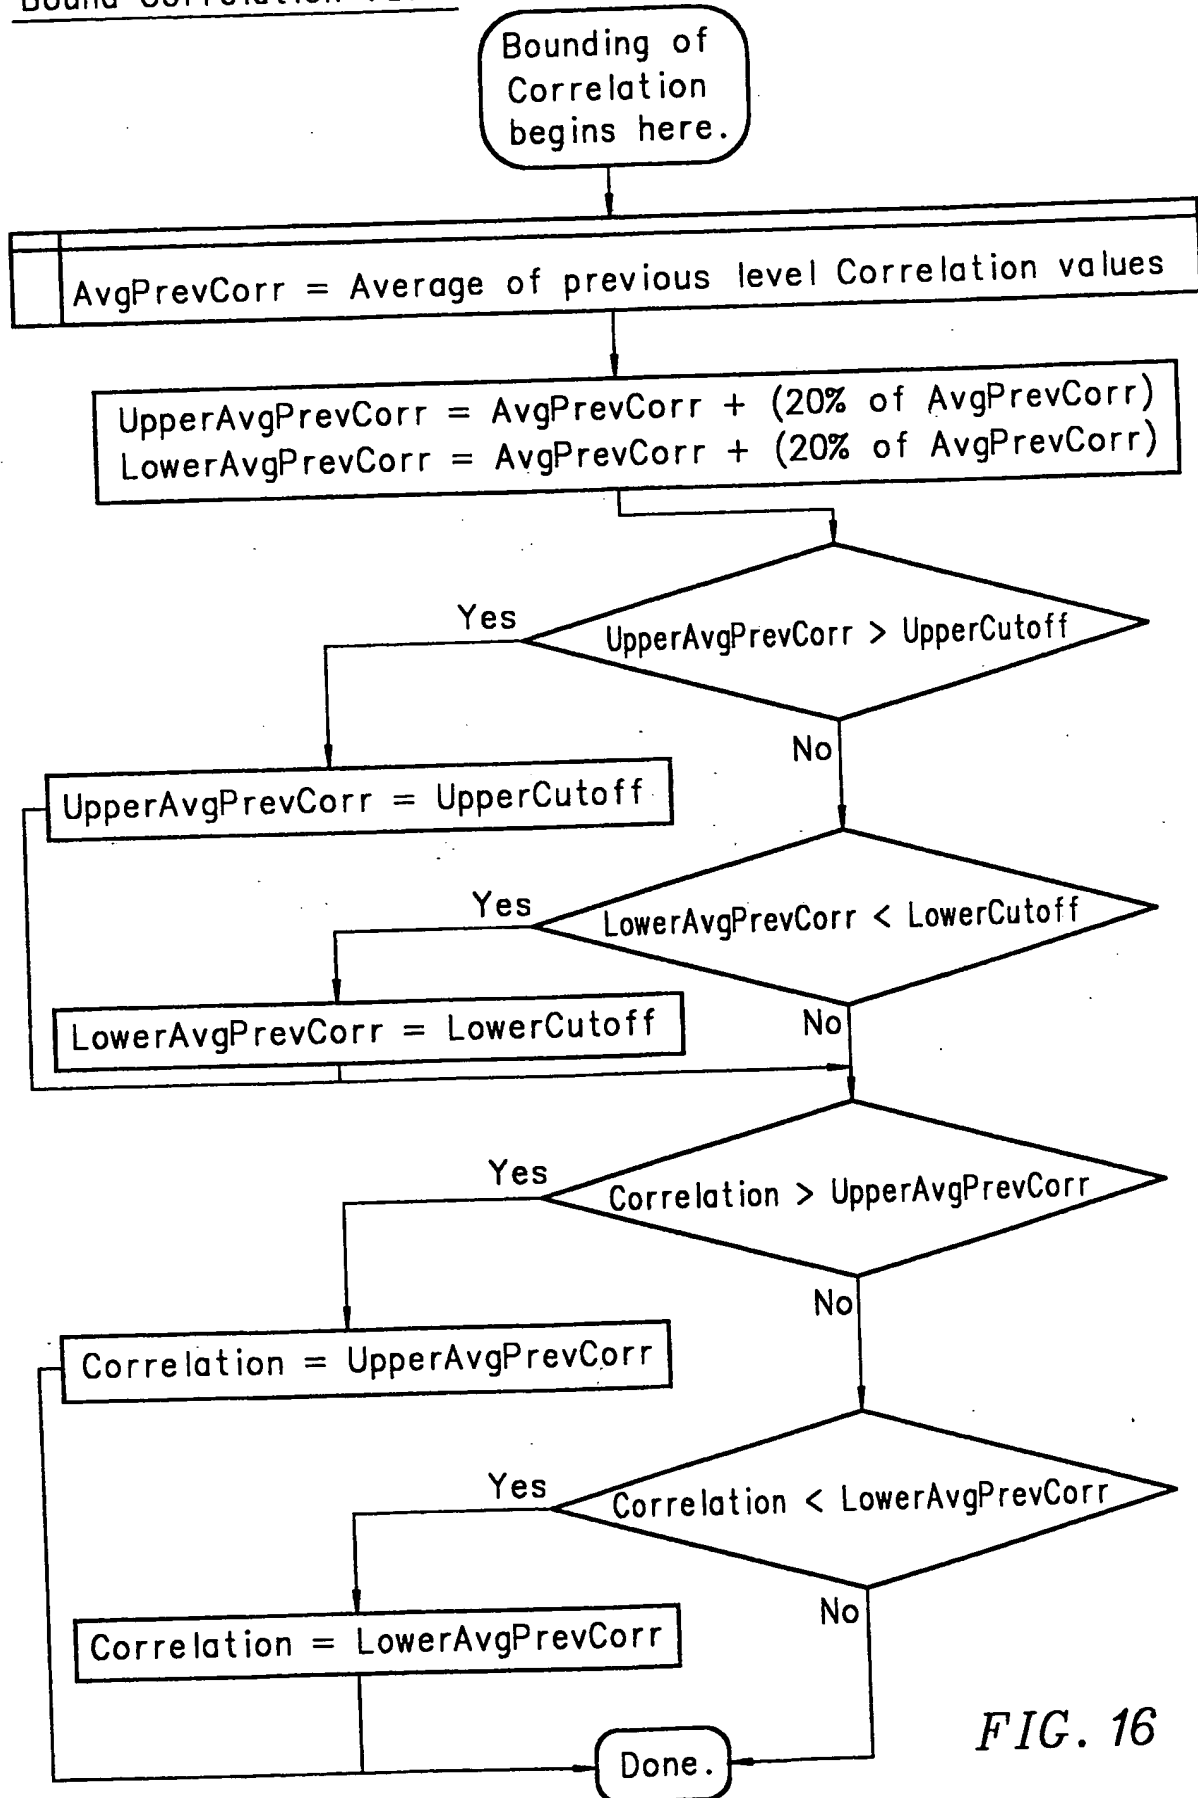 Bound Correlation
Bounding of
Correlation
begins here.
AvgPrevCorr = Average of previous level Correlation values
UpperAvgPrevCorr = AvgPrevCorr + (20% of AvgPrevCorr)
LowerAvgPrevCorr = AvgPrevCorr + (20% of AvgPrevCorr)
Yes
UpperAvgPrevCorr > UpperCutoff
No
UpperAvgPrevCorr = UpperCutoff
Yes
LowerAvgPrevCorr < LowerCutoff
No
LowerAvgPrevCorr = LowerCutoff
Yes
Correlation > UpperAvgPrevCorr
No
Correlation = UpperAvgPrevCorr
Yes
Correlation < LowerAvgPrevCorr
No
Correlation = LowerAvgPrevCorr
Done.
FIG. 16